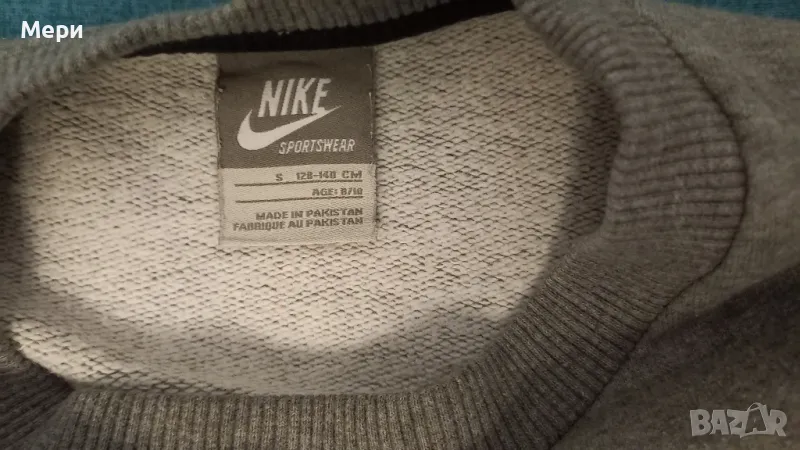 Мери
NIKE
SPORTSWEAR
S 128-140 CM
AGE: 8/10
MADE IN PAKISTAN
FABRIQUE AU PAKISTAN
BAZAR